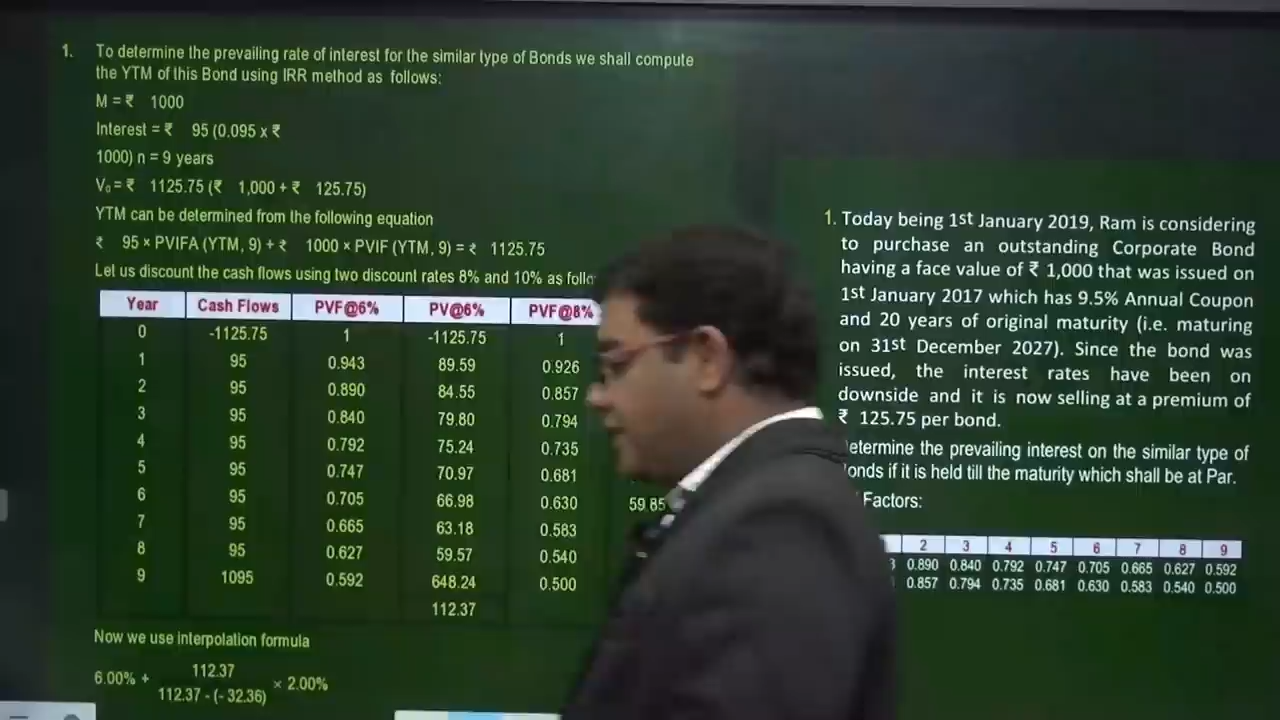 1. To determine the prevailing rate of interest for the similar type of Bonds we shall compute
the YTM of this Bond using IRR method as follows:
M = ₹ 1000
Interest = ₹ 95 (0.095 x ₹
1000) n = 9 years
V₀ = ₹ 1125.75 (₹ 1,000 + ₹ 125.75)
YTM can be determined from the following equation
₹ 95 × PVIFA (YTM, 9) + ₹ 1000 × PVIF (YTM, 9) = ₹ 1125.75
Let us discount the cash flows using two discount rates 8% and 10% as
Year Cash Flows PVF@6% PV@6% PVF@8%
0 -1125.75 1 -1125.75 1
1 95 0.943 89.59 0.926
2 95 0.890 84.55 0.857
3 95 0.840 79.80 0.794
4 95 0.792 75.24 0.735
5 95 0.747 70.97 0.681
6 95 0.705 66.98 0.630 59.85
7 95 0.665 63.18 0.583
8 95 0.627 59.57 0.540
9 1095 0.592 648.24 0.500
112.37
Now we use interpolation formula
6.00% + 112.37 / 112.37 - (- 32.36) × 2.00%
1. Today being 1st January 2019, Ram is considering
to purchase an outstanding Corporate Bond
having a face value of ₹ 1,000 that was issued on
1st January 2017 which has 9.5% Annual Coupon
and 20 years of original maturity (i.e. maturing
on 31st December 2027). Since the bond was
issued, the interest rates have been on
downside and it is now selling at a premium of
₹ 125.75 per bond.
etermine the prevailing interest on the similar type of
onds if it is held till the maturity which shall be at Par.
Factors:
2 3 4 5 6 7 8 9
0.890 0.840 0.792 0.747 0.705 0.665 0.627 0.592
0.857 0.794 0.735 0.681 0.630 0.583 0.540 0.500